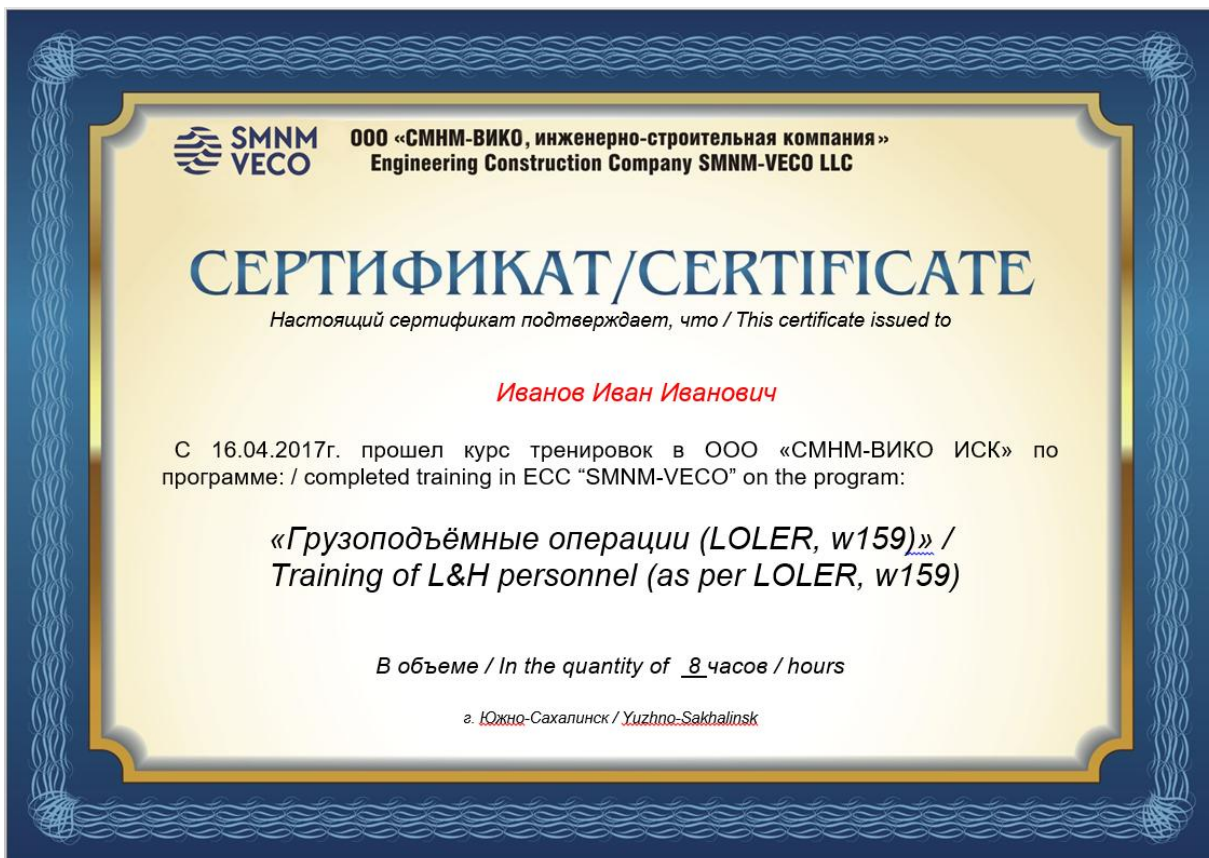 SMNM
VECO
ООО «СМНМ-ВИКО, инженерно-строительная компания»
Engineering Construction Company SMNM-VECO LLC
СЕРТИФИКАТ/CERTIFICATE
Настоящий сертификат подтверждает, что / This certificate issued to
Иванов Иван Иванович
С 16.04.2017г. прошел курс тренировок в ООО «СМНМ-ВИКО ИСК» по
программе: / completed training in ECC “SMNM-VECO” on the program:
«Грузоподъёмные операции (LOLER, w159)» /
Training of L&H personnel (as per LOLER, w159)
В объеме / In the quantity of 8 часов / hours
г. Южно-Сахалинск / Yuzhno-Sakhalinsk